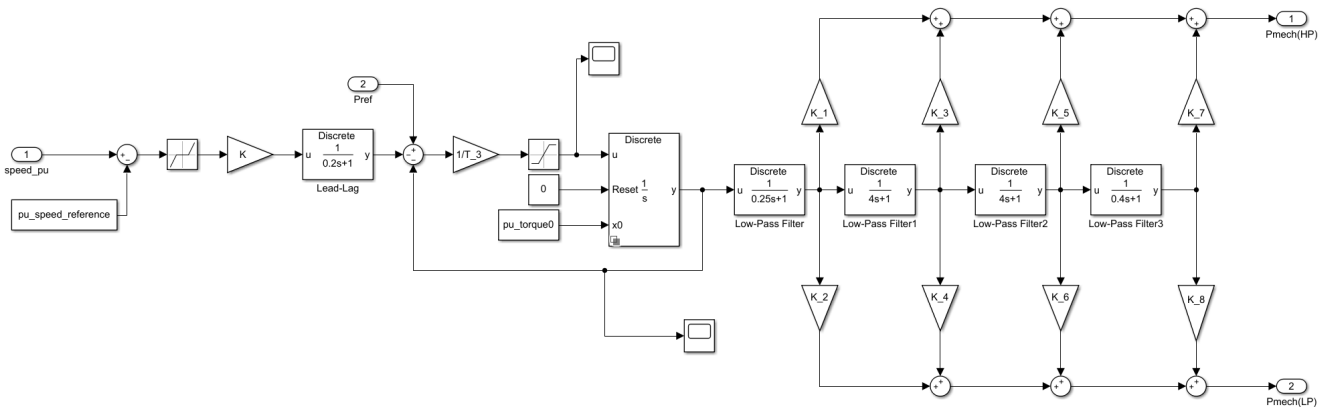 1
speed_pu
pu_speed_reference
+
-
K
Discrete
u
1
0.2s+1
y
Lead-Lag
2
Pref
-
+
-
1/T_3
0
pu_torque0
Discrete
u
Reset
1
s
y
x0
Discrete
u
1
0.25s+1
y
Low-Pass Filter
Discrete
u
1
4s+1
y
Low-Pass Filter1
Discrete
u
1
4s+1
y
Low-Pass Filter2
Discrete
u
1
0.4s+1
y
Low-Pass Filter3
K_1
K_3
K_5
K_7
+
+
+
+
+
+
1
Pmech(HP)
K_2
K_4
K_6
K_8
+
+
+
+
+
+
2
Pmech(LP)